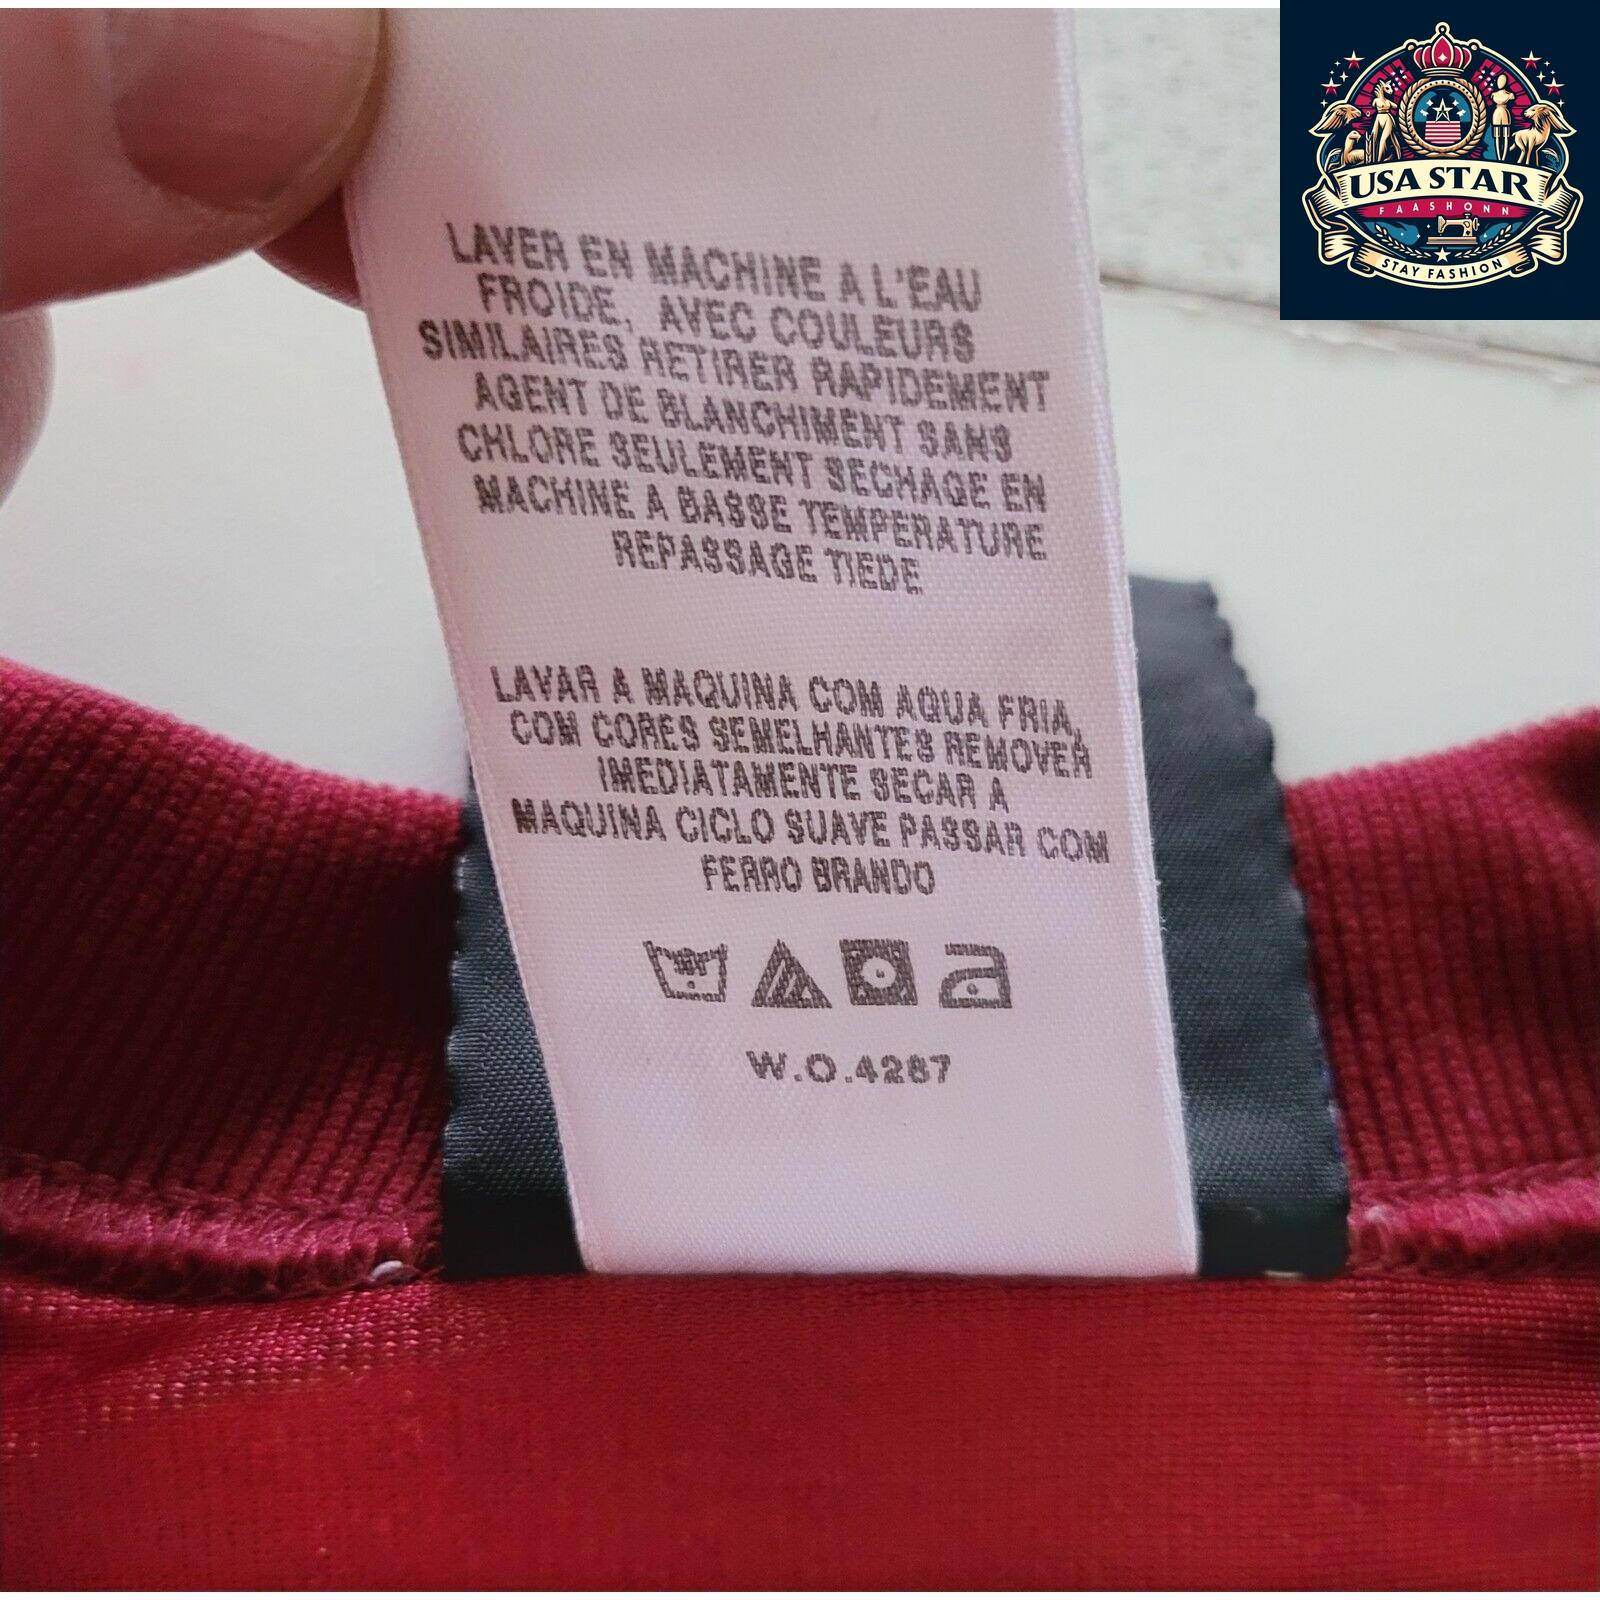 USA STAR
FAASHONN
STAY FASHION
LAVER EN MACHINE A L'EAU
FROIDE, AVEC COULEURS
SIMILAIRES RETIRER RAPIDEMENT
AGENT DE BLANCHIMENT SANS
CHLORE SEULEMENT SECHAGE EN
MACHINE A BASSE TEMPERATURE
REPASSAGE TIEDE
LAVAR A MAQUINA COM AQUA FRIA,
COM CORES SEMELHANTES REMOVER
IMEDIATAMENTE SECAR A
MAQUINA CICLO SUAVE PASSAR COM
FERRO BRANDO
W.O.4287